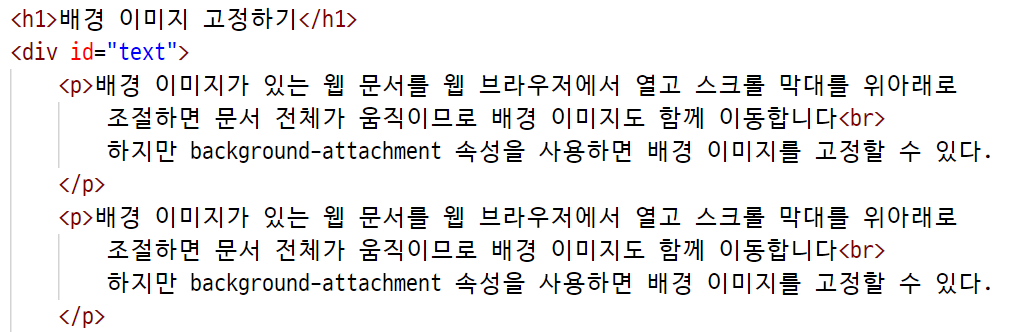 <h1>배경 이미지 고정하기</h1>
<div id="text">
<p>배경 이미지가 있는 웹 문서를 웹 브라우저에서 열고 스크롤 막대를 위아래로
조절하면 문서 전체가 움직이므로 배경 이미지도 함께 이동합니다<br>
하지만 background-attachment 속성을 사용하면 배경 이미지를 고정할 수 있다.
</p>
<p>배경 이미지가 있는 웹 문서를 웹 브라우저에서 열고 스크롤 막대를 위아래로
조절하면 문서 전체가 움직이므로 배경 이미지도 함께 이동합니다<br>
하지만 background-attachment 속성을 사용하면 배경 이미지를 고정할 수 있다.
</p>